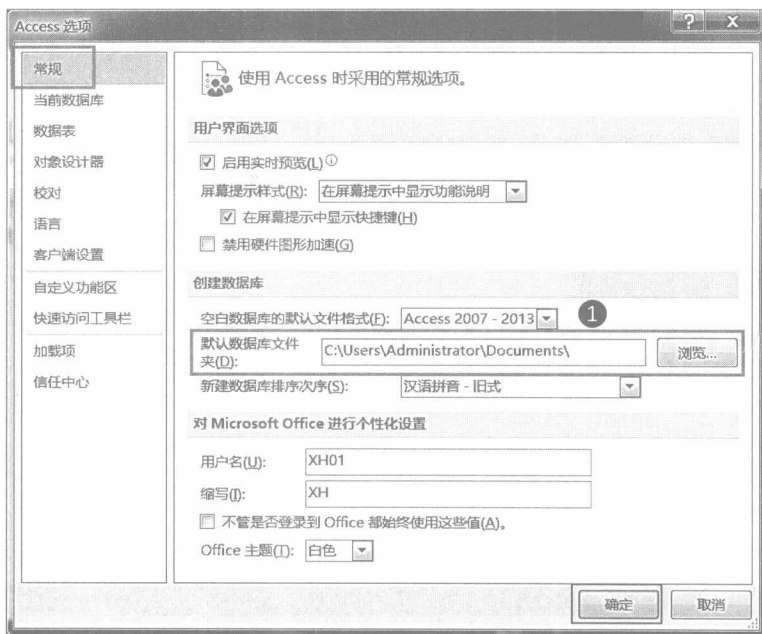 Access 选项
? X
常规
当前数据库
数据表
对象设计器
校对
语言
客户端设置
自定义功能区
快速访问工具栏
加载项
信任中心
使用 Access 时采用的常规选项。
用户界面选项
启用实时预览(L)
屏幕提示样式(R): 在屏幕提示中显示功能说明
在屏幕提示中显示快捷键(H)
禁用硬件图形加速(G)
创建数据库
空白数据库的默认文件格式(F): Access 2007 - 2013 1
默认数据库文件
夹(D): C:\Users\Administrator\Documents\ 浏览...
新建数据库排序次序(S): 汉语拼音 - 旧式
对 Microsoft Office 进行个性化设置
用户名(U): XH01
缩写(I): XH
不管是否登录到 Office 都始终使用这些值(A)。
Office 主题(T): 白色
确定 取消